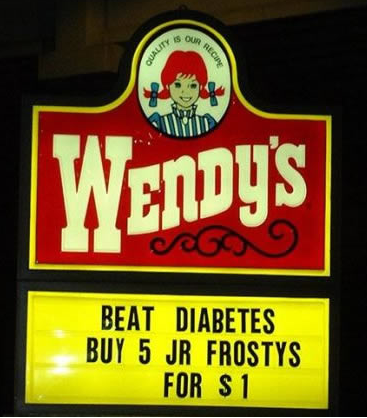 QUALITY IS OUR RECIPE
WENDY'S
BEAT DIABETES
BUY 5 JR FROSTYS
FOR $1